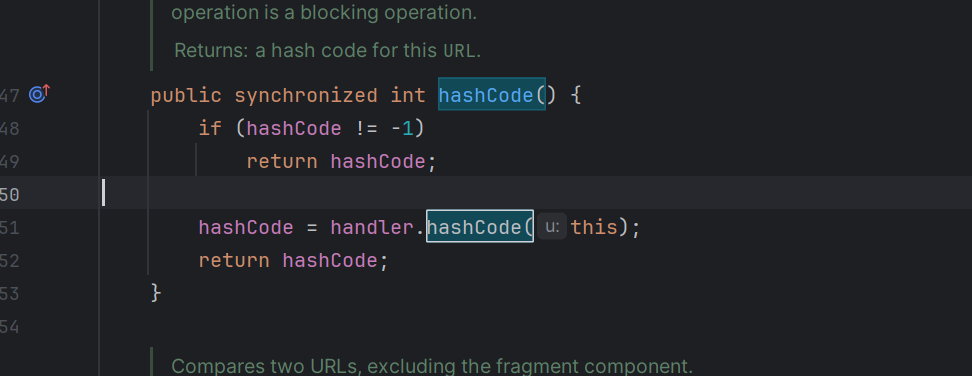 operation is a blocking operation.
Returns: a hash code for this URL.
47 public synchronized int hashCode() {
48 if (hashCode != -1)
49 return hashCode;
50
51 hashCode = handler.hashCode( u: this);
52 return hashCode;
53 }
54
Compares two URLs, excluding the fragment component.